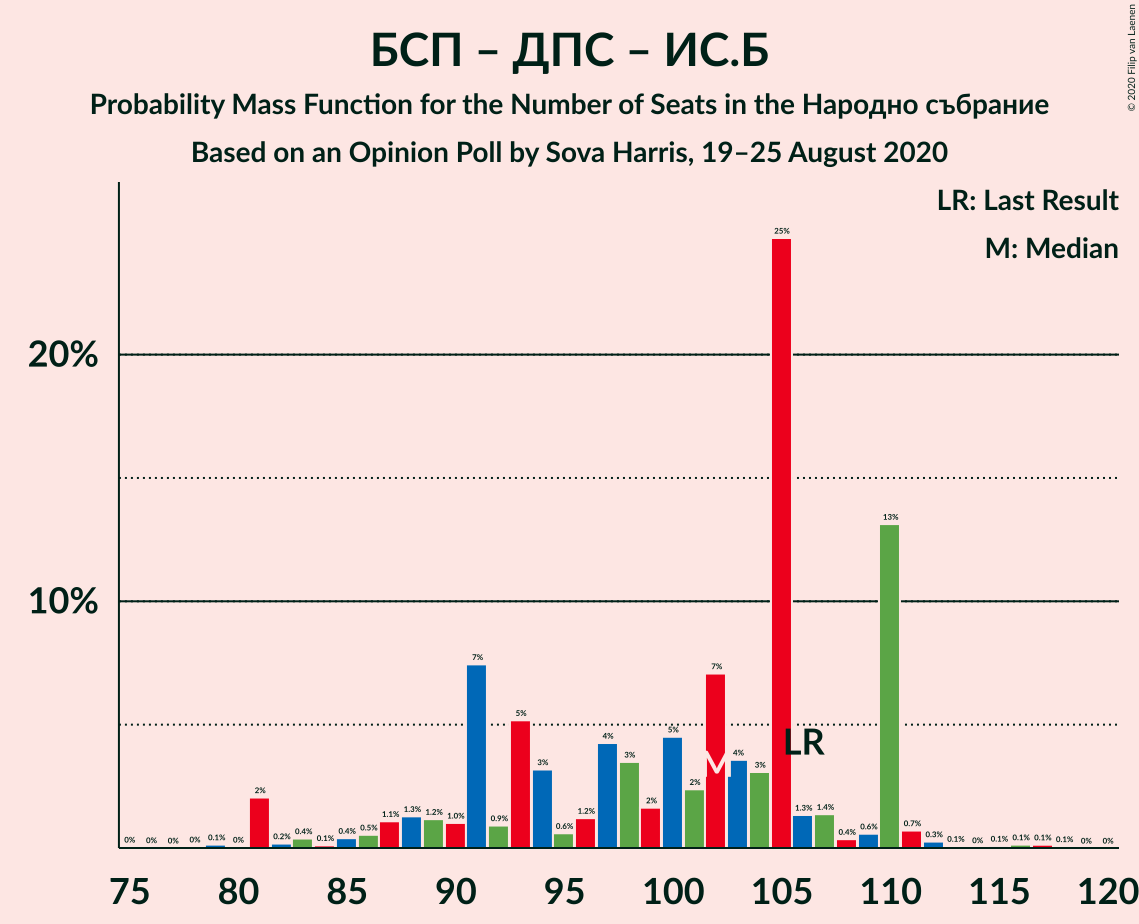 БСП – ДПС – ИС.Б
Probability Mass Function for the Number of Seats in the Народно събрание
Based on an Opinion Poll by Sova Harris, 19–25 August 2020
© 2020 Filip van Laenen
LR: Last Result
M: Median
20%
10%
0% 0% 0% 0% 0.1% 0% 2% 0.2% 0.4% 0.1% 0.4% 0.5% 1.1% 1.3% 1.2% 1.0% 7% 0.9% 5% 3% 0.6% 1.2% 4% 3% 2% 5% 2% 7% 4% 3% 25% 1.3% 1.4% 0.4% 0.6% 13% 0.7% 0.3% 0.1% 0% 0.1% 0.1% 0.1% 0.1% 0% 0%
M
LR
75 80 85 90 95 100 105 110 115 120